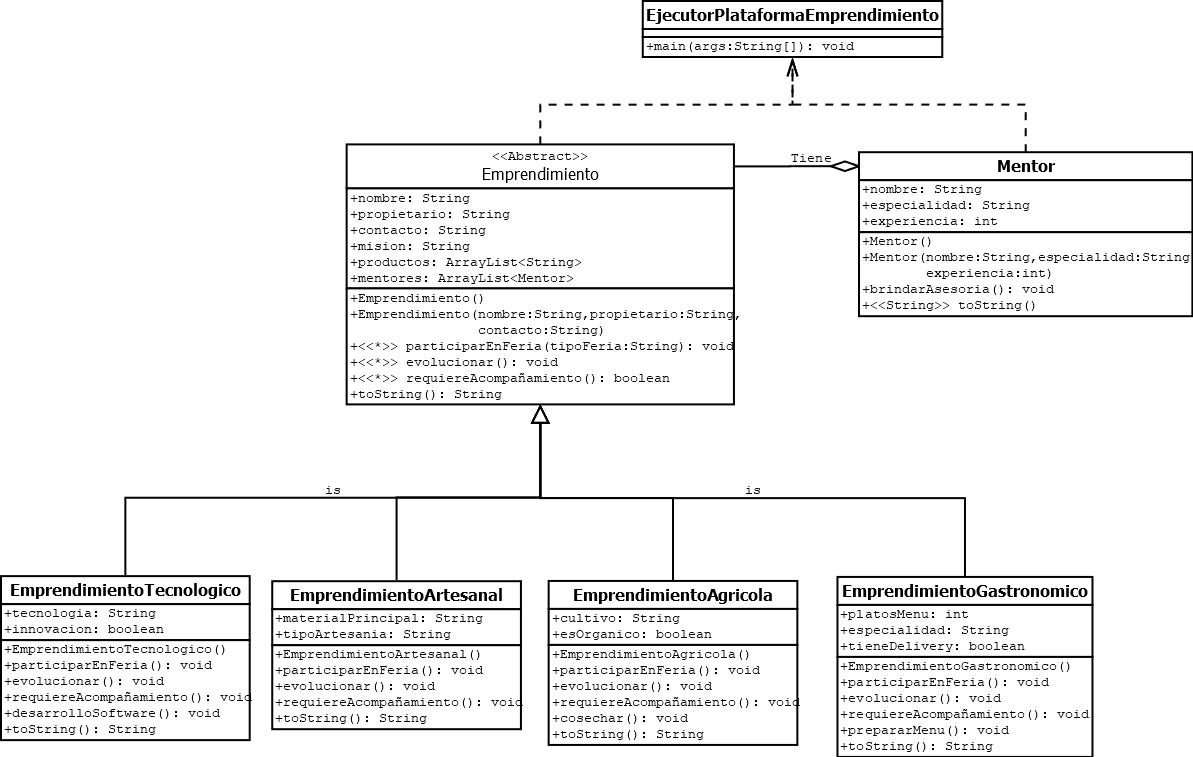 EjecutorPlataformaEmprendimiento
+main(args:String[]): void
<<Abstract>>
Emprendimiento
+nombre: String
+propietario: String
+contacto: String
+mision: String
+productos: ArrayList<String>
+mentores: ArrayList<Mentor>
+Emprendimiento()
+Emprendimiento(nombre:String,propietario:String,
contacto:String)
+<<*>> participarEnFeria(tipoFeria:String): void
+<<*>> evolucionar(): void
+<<*>> requiereAcompañamiento(): boolean
+toString(): String
Tiene
Mentor
+nombre: String
+especialidad: String
+experiencia: int
+Mentor()
+Mentor(nombre:String,especialidad:String
experiencia:int)
+brindarAsesoria(): void
+<<String>> toString()
is
is
EmprendimientoTecnologico
+tecnologia: String
+innovacion: boolean
+EmprendimientoTecnologico()
+participarEnFeria(): void
+evolucionar(): void
+requiereAcompañamiento(): void
+desarrolloSoftware(): void
+toString(): String
EmprendimientoArtesanal
+materialPrincipal: String
+tipoArtesania: String
+EmprendimientoArtesanal()
+participarEnFeria(): void
+evolucionar(): void
+requiereAcompañamiento(): void
+toString(): String
EmprendimientoAgricola
+cultivo: String
+esOrganico: boolean
+EmprendimientoAgricola()
+participarEnFeria(): void
+evolucionar(): void
+requiereAcompañamiento(): void
+cosechar(): void
+toString(): String
EmprendimientoGastronomico
+platosMenu: int
+especialidad: String
+tieneDelivery: boolean
+EmprendimientoGastronomico()
+participarEnFeria(): void
+evolucionar(): void
+requiereAcompañamiento(): void
+prepararMenu(): void
+toString(): String